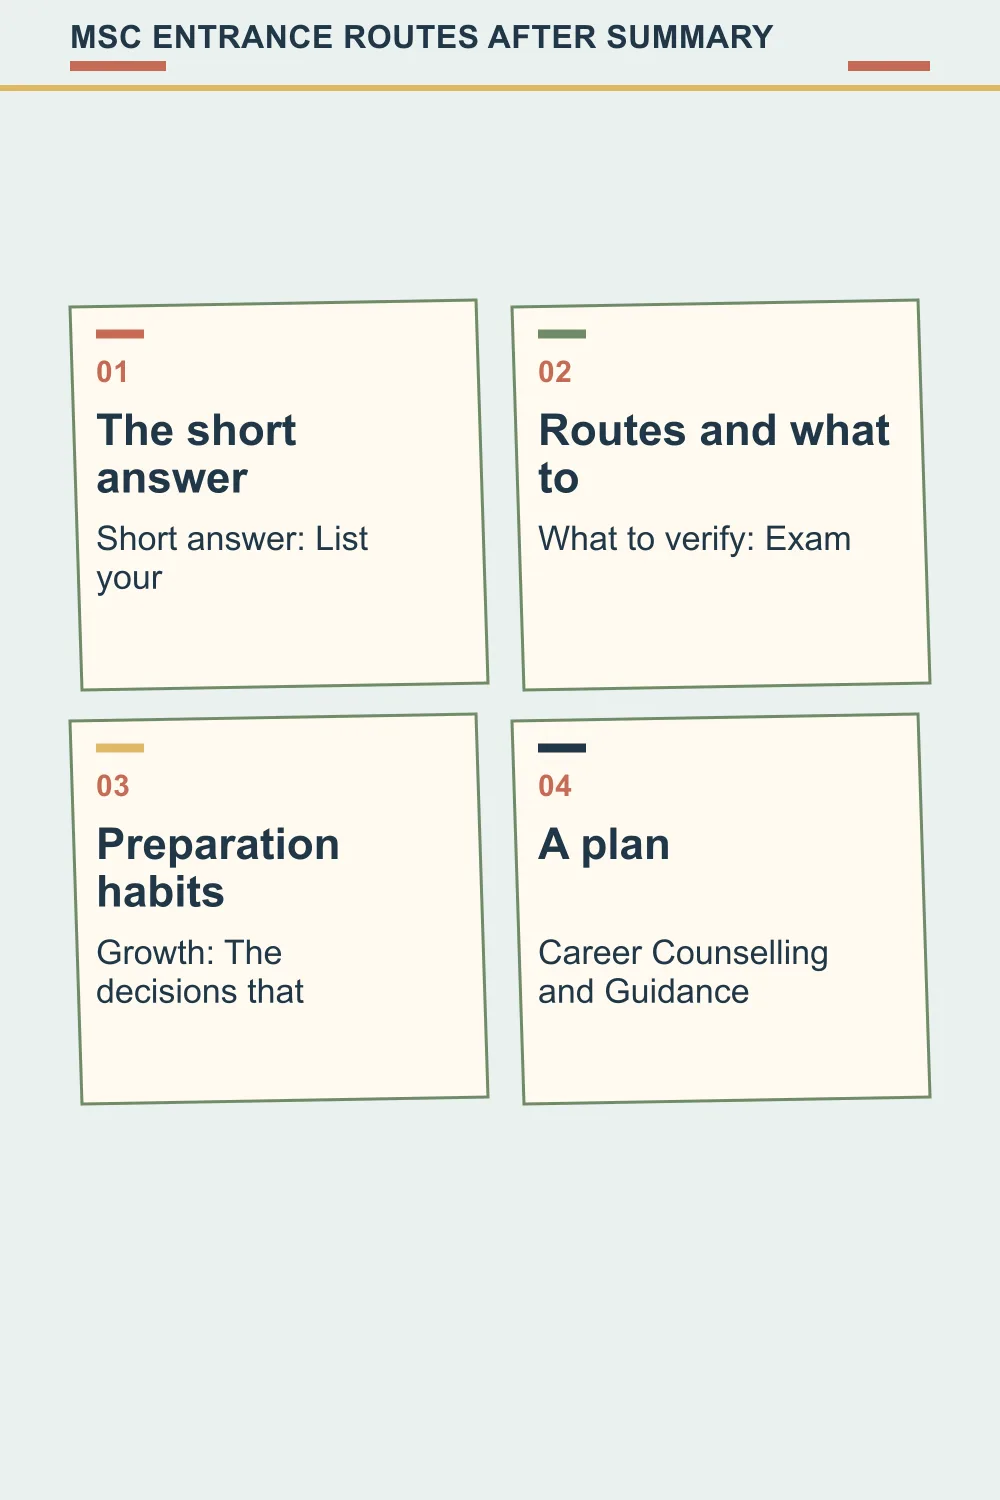 MSC ENTRANCE ROUTES AFTER SUMMARY
01
The short
answer
Short answer: List
your
02
Routes and what
to
What to verify: Exam
03
Preparation
habits
Growth: The
decisions that
04
A plan
Career Counselling
and Guidance